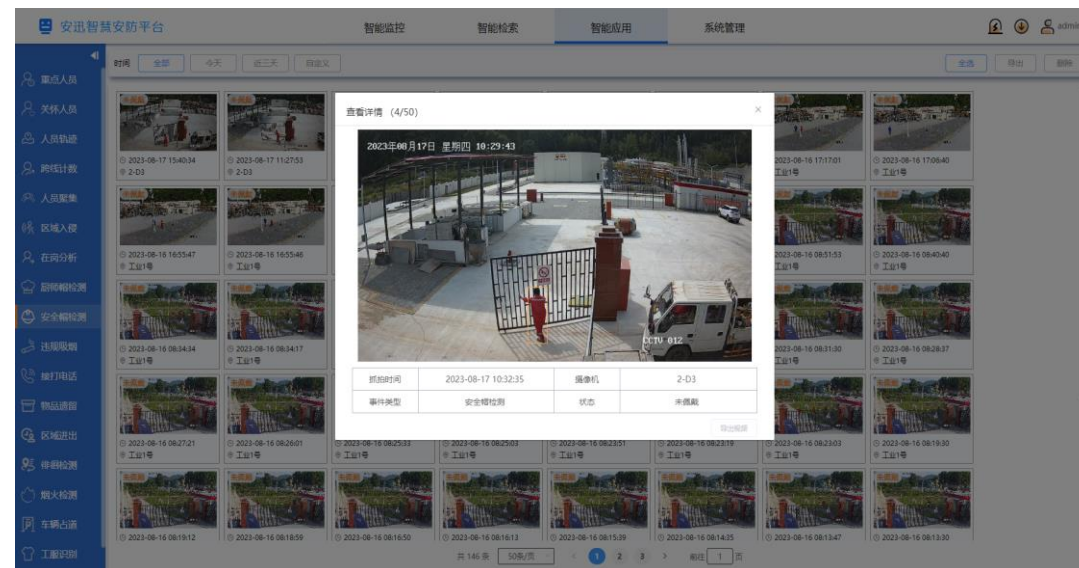 安迅智慧安防平台
智能监控
智能检索
智能应用
系统管理
admin
时间
全部
今天
近三天
自定义
全选
导出
删除
重点人员
关怀人员
人员轨迹
跨线计数
人员聚集
区域入侵
在岗分析
厨师帽检测
安全帽检测
违规吸烟
拨打电话
物品遗留
区域进出
徘徊检测
烟火检测
车辆占道
工服识别
查看详情 (4/50)
2023年08月17日 星期四 10:29:43
CCTV 012
抓拍时间 2023-08-17 10:32:35 摄像机 2-D3
事件类型 安全帽检测 状态 未佩戴
导出视频
2023-08-17 15:40:34
2-D3
2023-08-17 11:27:53
2-D3
2023-08-16 17:17:01
工业1号
2023-08-16 17:06:40
工业1号
2023-08-16 16:55:47
工业1号
2023-08-16 16:55:46
工业1号
2023-08-16 08:51:53
工业1号
2023-08-16 08:40:40
工业1号
2023-08-16 08:34:34
工业1号
2023-08-16 08:34:17
工业1号
2023-08-16 08:31:30
工业1号
2023-08-16 08:28:37
工业1号
2023-08-16 08:27:21
工业1号
2023-08-16 08:26:01
工业1号
2023-08-16 08:25:33
工业1号
2023-08-16 08:25:03
工业1号
2023-08-16 08:23:51
工业1号
2023-08-16 08:23:19
工业1号
2023-08-16 08:23:03
工业1号
2023-08-16 08:19:30
工业1号
2023-08-16 08:19:12
2023-08-16 08:18:59
2023-08-16 08:16:50
2023-08-16 08:16:13
2023-08-16 08:15:39
2023-08-16 08:14:35
2023-08-16 08:13:47
2023-08-16 08:13:30
共 146 条 50条/页 1 2 3 前往 1 页